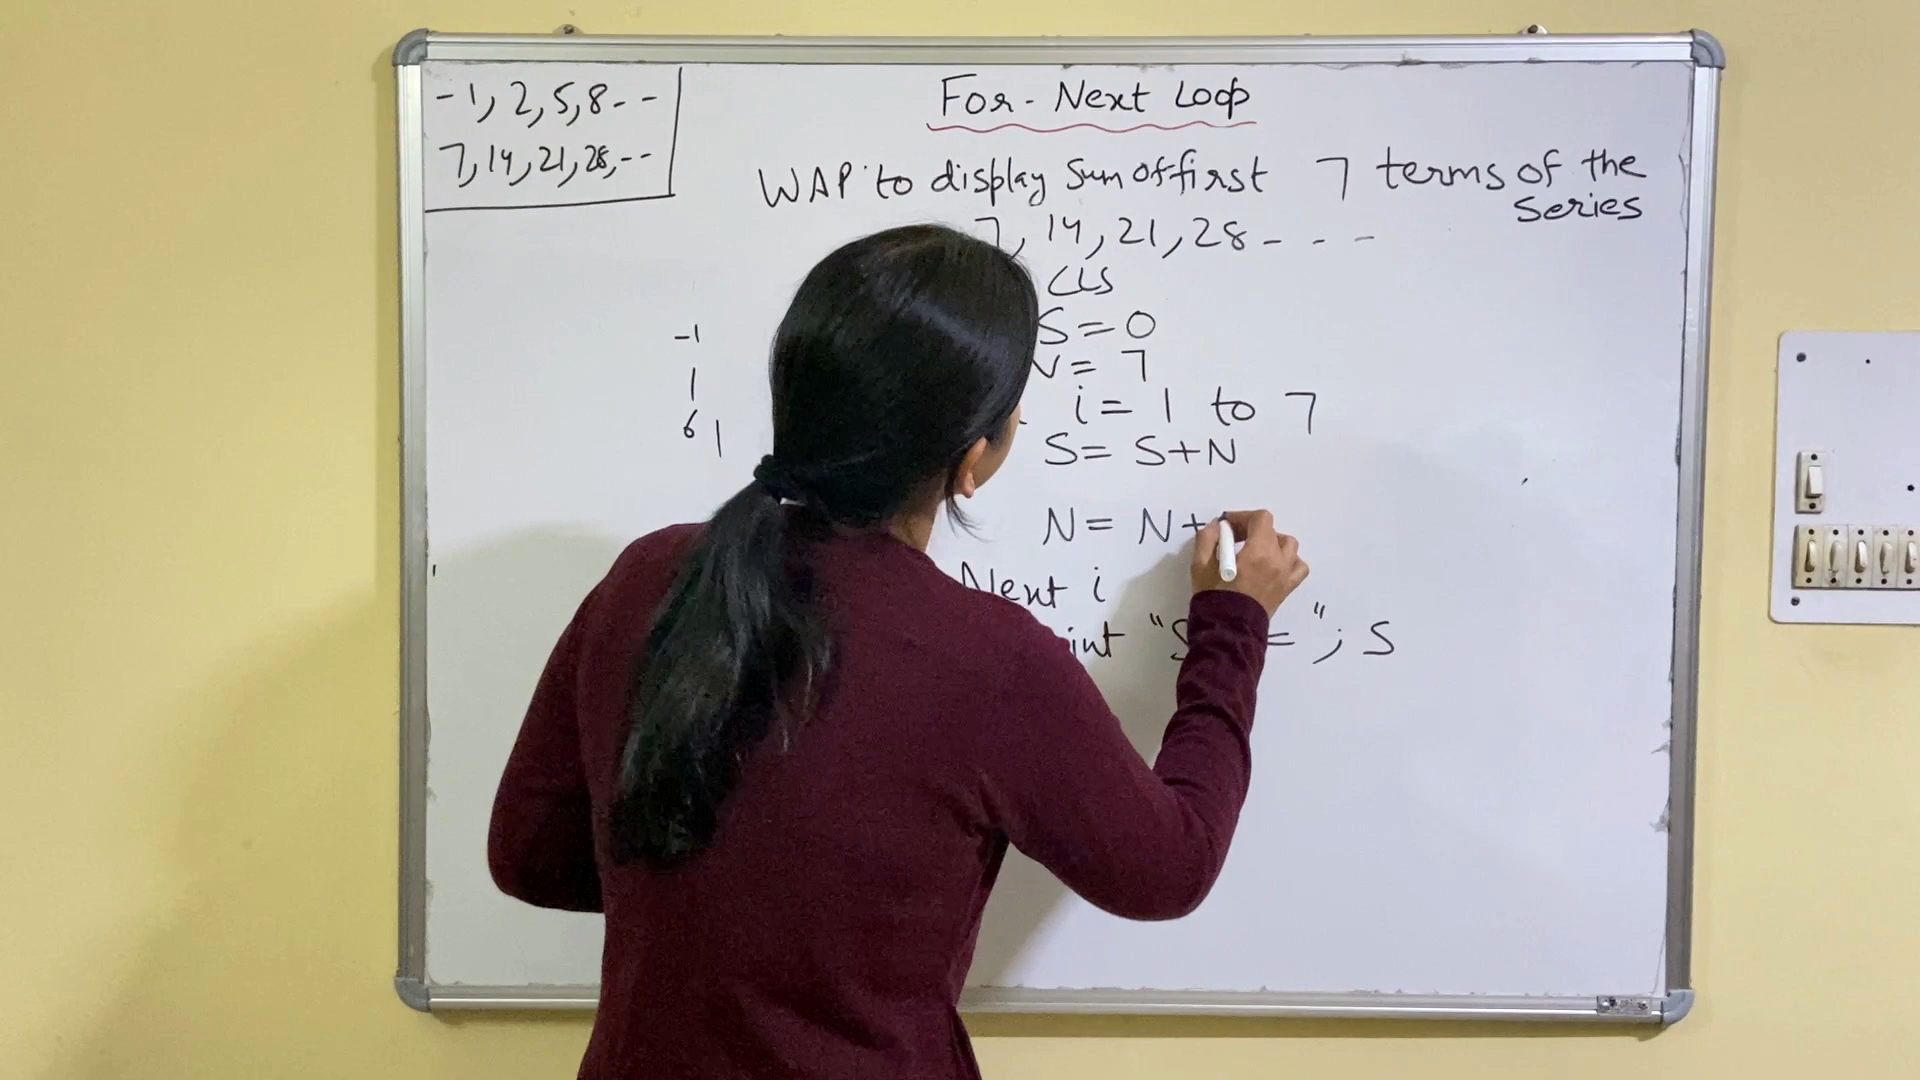 -1, 2, 5, 8 - -
7, 14, 21, 28, - -
For - Next Loop
WAP to display Sum of first 7 terms of the series
7, 14, 21, 28 - - -
CLS
S = 0
= 7
i = 1 to 7
S = S+N
N = N+
Next i
" = " ; S
-1
1
6 1